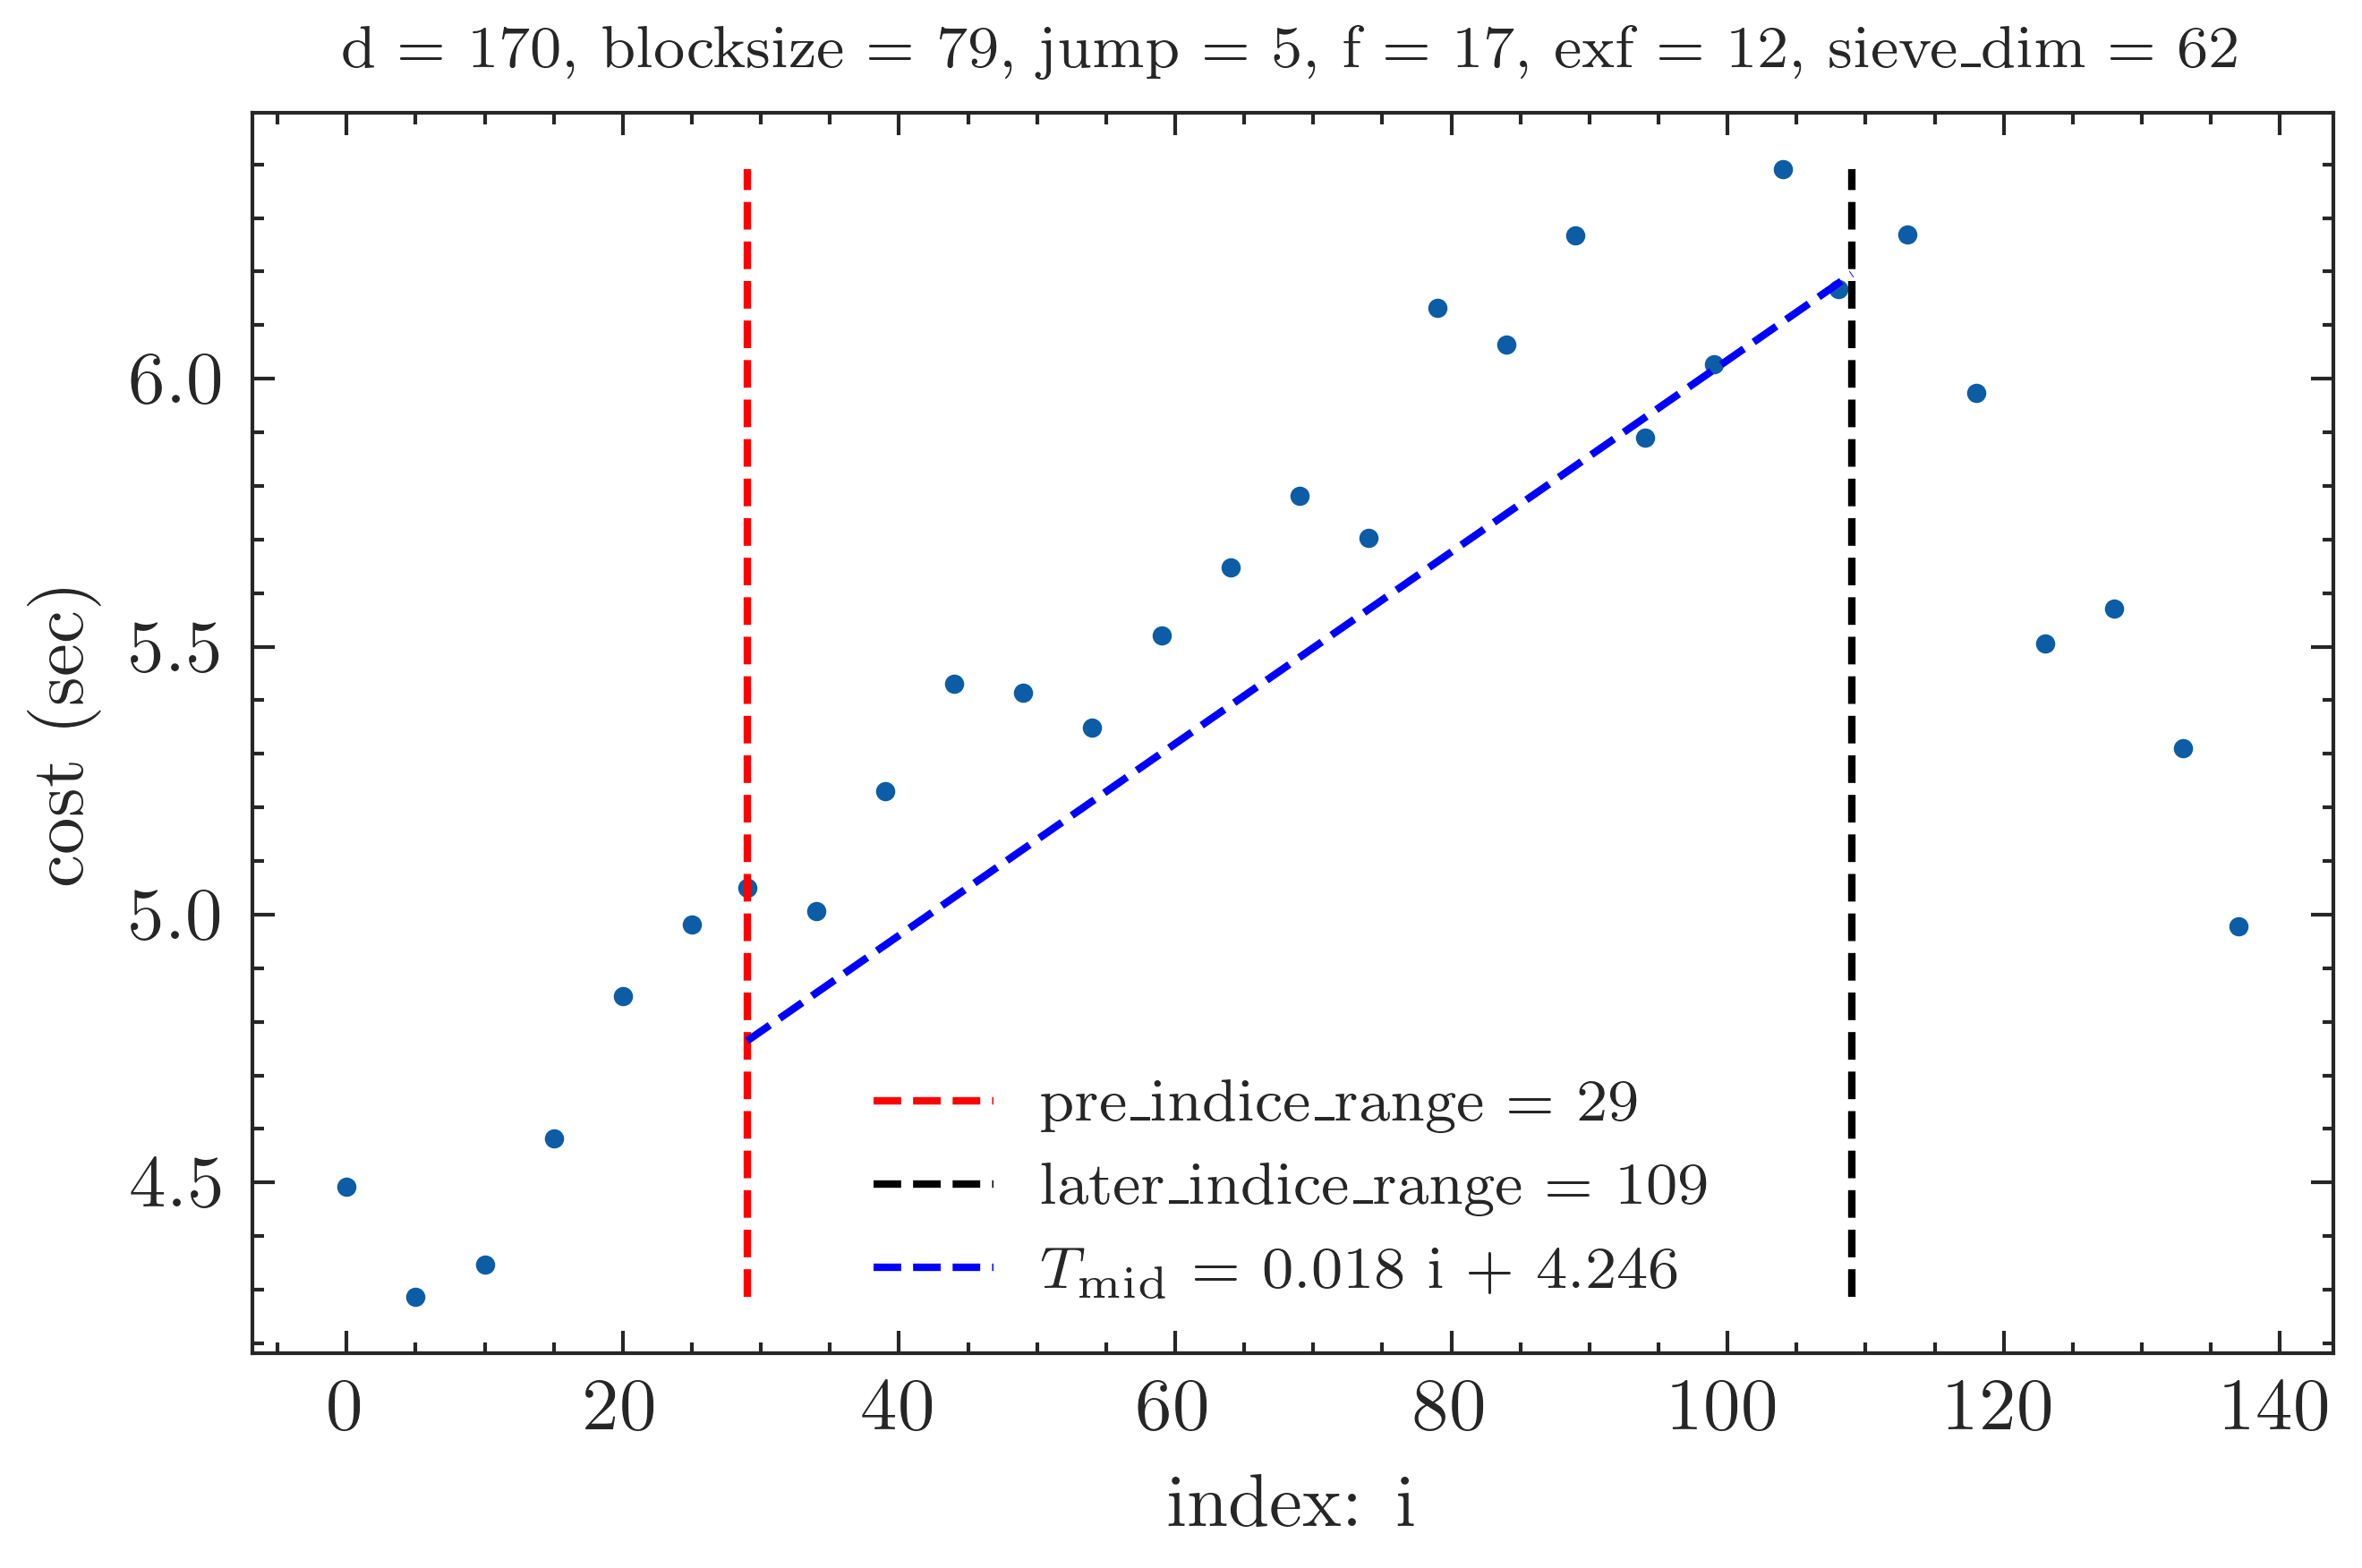 d = 170, blocksize = 79, jump = 5, f = 17, exf = 12, sieve_dim = 62
cost (sec)
6.0
5.5
5.0
4.5
pre_indice_range = 29
later_indice_range = 109
T_mid = 0.018 i + 4.246
0 20 40 60 80 100 120 140
index: i